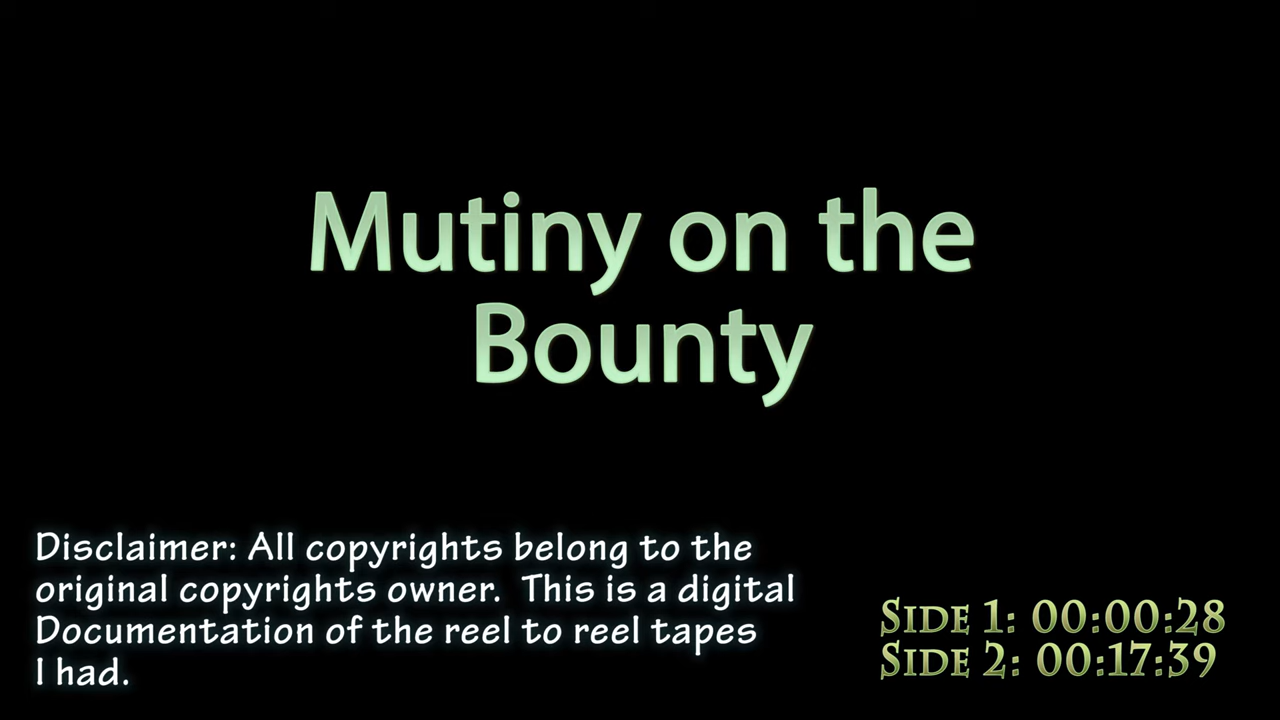 Mutiny on the
Bounty
Disclaimer: All copyrights belong to the
original copyrights owner.  This is a digital
Documentation of the reel to reel tapes
I had.
SIDE 1: 00:00:28
SIDE 2: 00:17:39